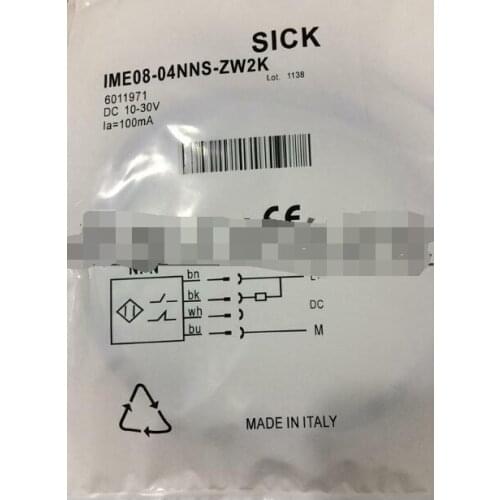 SICK
IME08-04NNS-ZW2K
Lot. 1138
6011971
DC 10-30V
Ia=100mA
CE
NPN
bn
L+
bk
DC
wh
bu
M
MADE IN ITALY